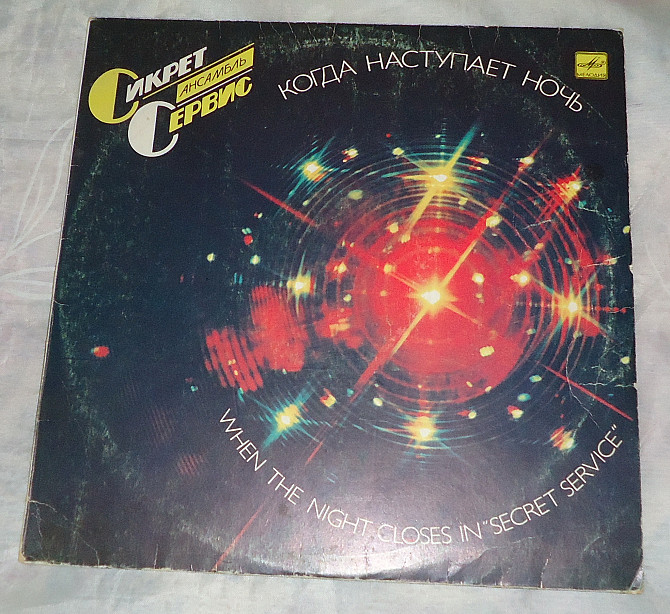 Сикрет
ансамбль
Сервис
КОГДА НАСТУПАЕТ НОЧЬ
МЕЛОДИЯ
WHEN THE NIGHT CLOSES iN "SECRET SERVICE"